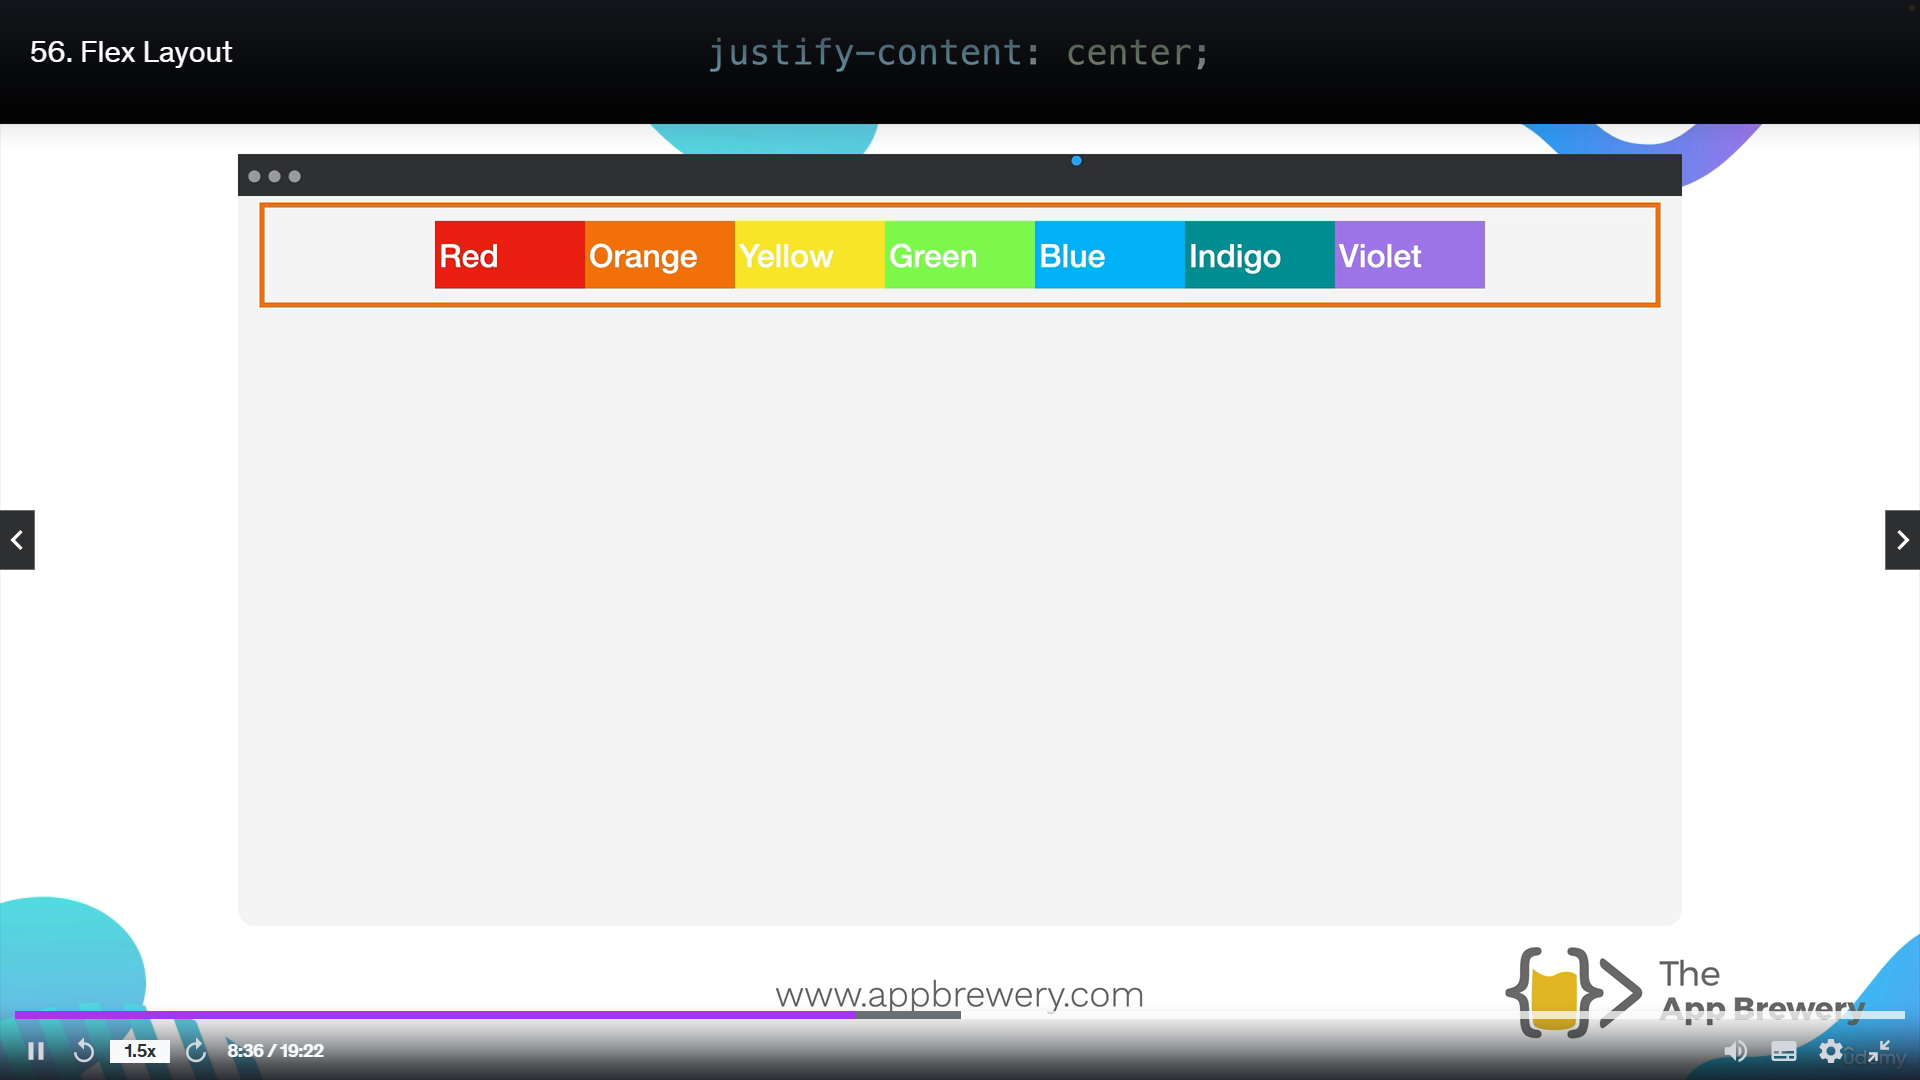 56. Flex Layout
justify-content: center;
Red Orange Yellow Green Blue Indigo Violet
www.appbrewery.com
The
App Brewery
1.5x 8:36 / 19:22
udemy